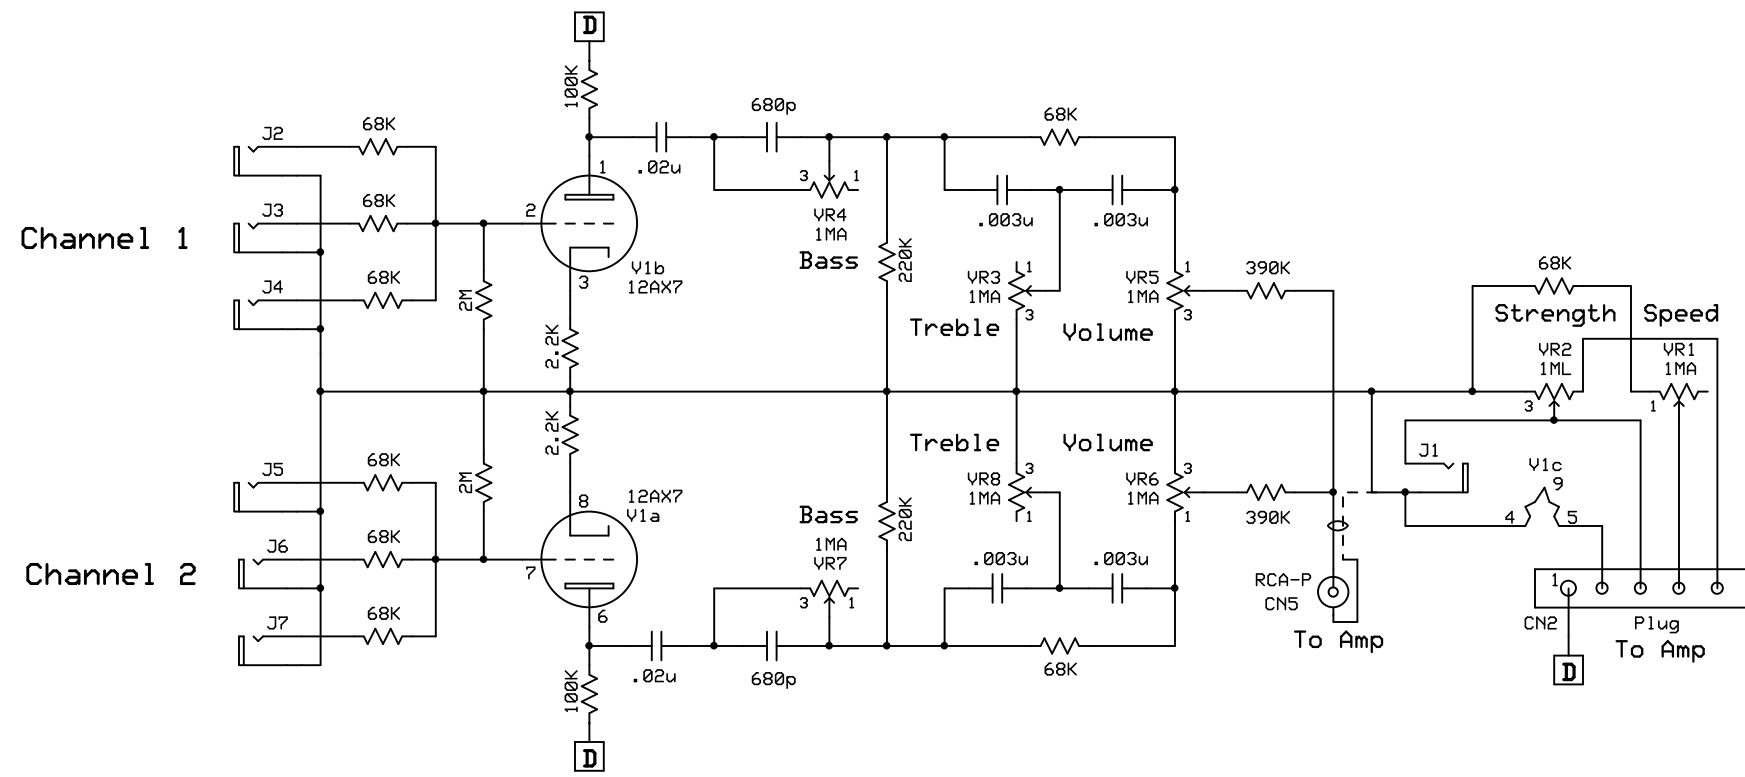 D
100K
680p
68K
68K
J2
.02u
1
3
1
VR4
1MA
Bass
.003u
.003u
68K
J3
2
Channel 1
V1b
12AX7
3
220K
68K
J4
2M
2.2K
1
VR3
1MA
3
Treble
1
VR5
1MA
3
Volume
390K
68K
Strength
Speed
VR2
1ML
3
VR1
1MA
1
2.2K
Treble
Volume
J1
68K
J5
2M
8
12AX7
V1a
Bass
1MA
VR7
3
1
220K
3
VR8
1MA
1
3
VR6
1MA
1
390K
V1c
9
4
5
68K
J6
7
Channel 2
.003u
.003u
RCA-P
CN5
To Amp
1
CN2
Plug
To Amp
D
68K
J7
6
.02u
680p
68K
100K
D